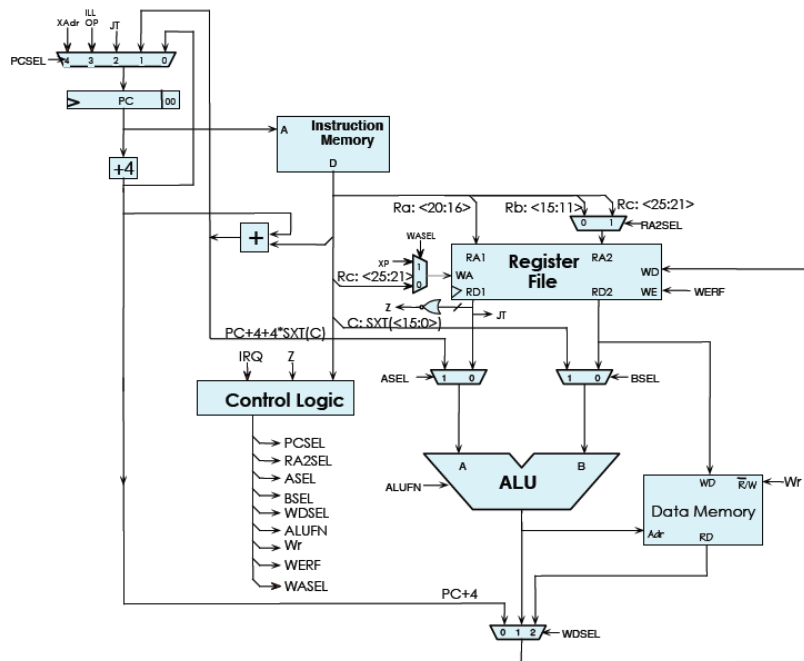 XAdr ILL OP JT
PCSEL 4 3 2 1 0
PC 00
A Instruction Memory
D
+4
Ra: <20:16> Rb: <15:11> Rc: <25:21>
0 1 RA2SEL
+
WASEL
XP 1
Rc: <25:21> 0
WA RA1 Register File RA2 WD
RD1 RD2 WE WERF
Z JT
C: SXT(<15:0>)
PC+4+4*SXT(C)
IRQ Z
ASEL 1 0 1 0 BSEL
Control Logic
PCSEL
RA2SEL
ASEL
BSEL
WDSEL
ALUFN
Wr
WERF
WASEL
A B
ALUFN ALU
WD R̅/W Wr
Data Memory
Adr RD
PC+4
0 1 2 WDSEL